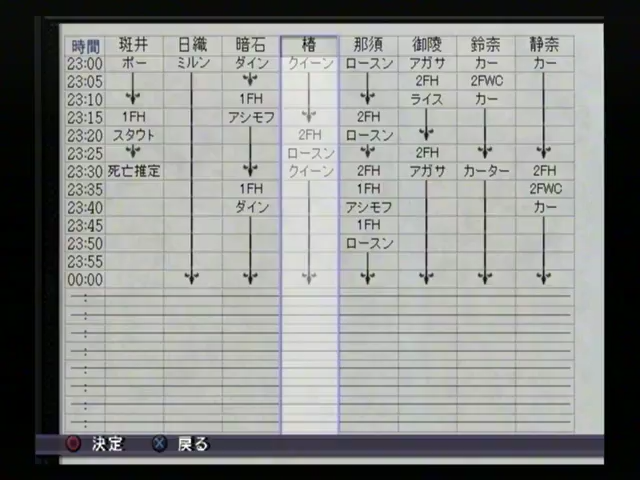 時間 斑井 日織 暗石 椿 那須 御陵 鈴奈 静奈
23:00 ポー ミルン ダイン クイーン ロースン アガサ カー カー
23:05 2FH 2FWC
23:10 1FH ライス カー
23:15 1FH アシモフ 2FH
23:20 スタウト 2FH ロースン
23:25 ロースン 2FH
23:30 死亡推定 クイーン 2FH アガサ カーター 2FH
23:35 1FH 1FH 2FWC
23:40 ダイン アシモフ カー
23:45 1FH
23:50 ロースン
23:55
00:00
:
:
:
:
:
:
:
:
決定 戻る